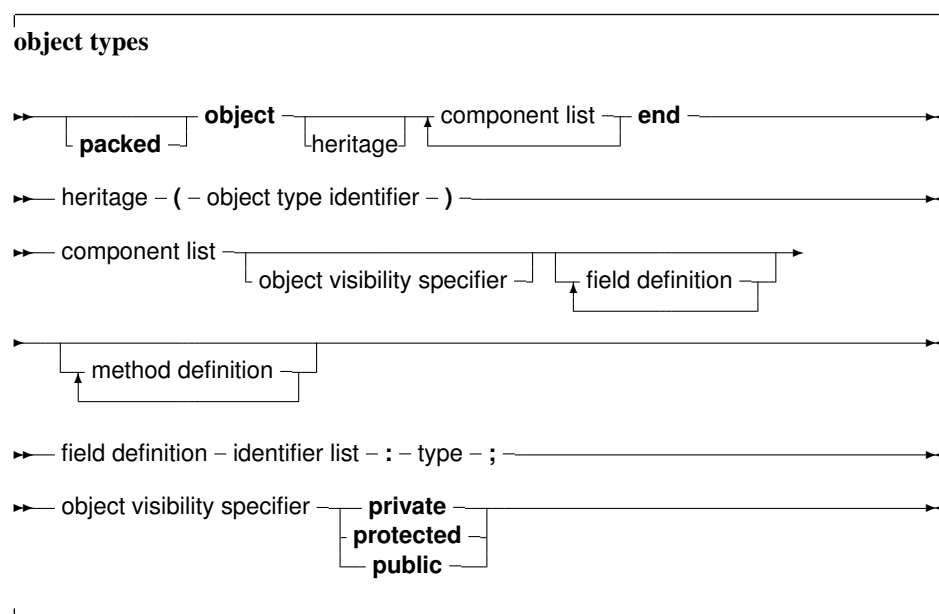 object types
packed object heritage component list end
heritage ( object type identifier )
component list object visibility specifier field definition
method definition
field definition identifier list : type ;
object visibility specifier private
protected
public